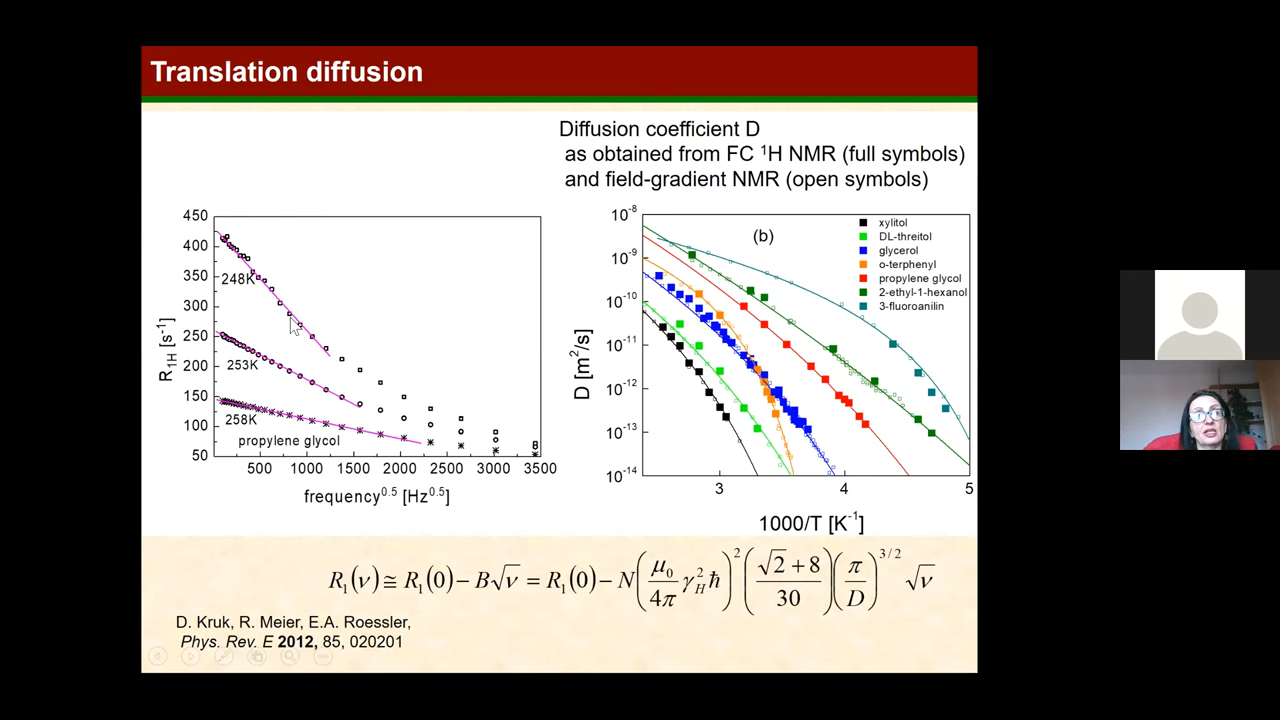 Translation diffusion
Diffusion coefficient D
as obtained from FC ¹H NMR (full symbols)
and field-gradient NMR (open symbols)
450
400
350
300
250
200
150
100
50
R1H [s⁻¹]
248K
253K
258K
propylene glycol
500 1000 1500 2000 2500 3000 3500
frequency⁰·⁵ [Hz⁰·⁵]
10⁻⁸
10⁻⁹
10⁻¹⁰
10⁻¹¹
10⁻¹²
10⁻¹³
10⁻¹⁴
D [m²/s]
(b)
xylitol
DL-threitol
glycerol
o-terphenyl
propylene glycol
2-ethyl-1-hexanol
3-fluoroanilin
3 4 5
1000/T [K⁻¹]
R₁(ν) ≅ R₁(0) − B√ν = R₁(0) − N(μ₀/4π γ_H² ħ)² ((√2+8)/30) (π/D)^(3/2) √ν
D. Kruk, R. Meier, E.A. Roessler,
Phys. Rev. E 2012, 85, 020201